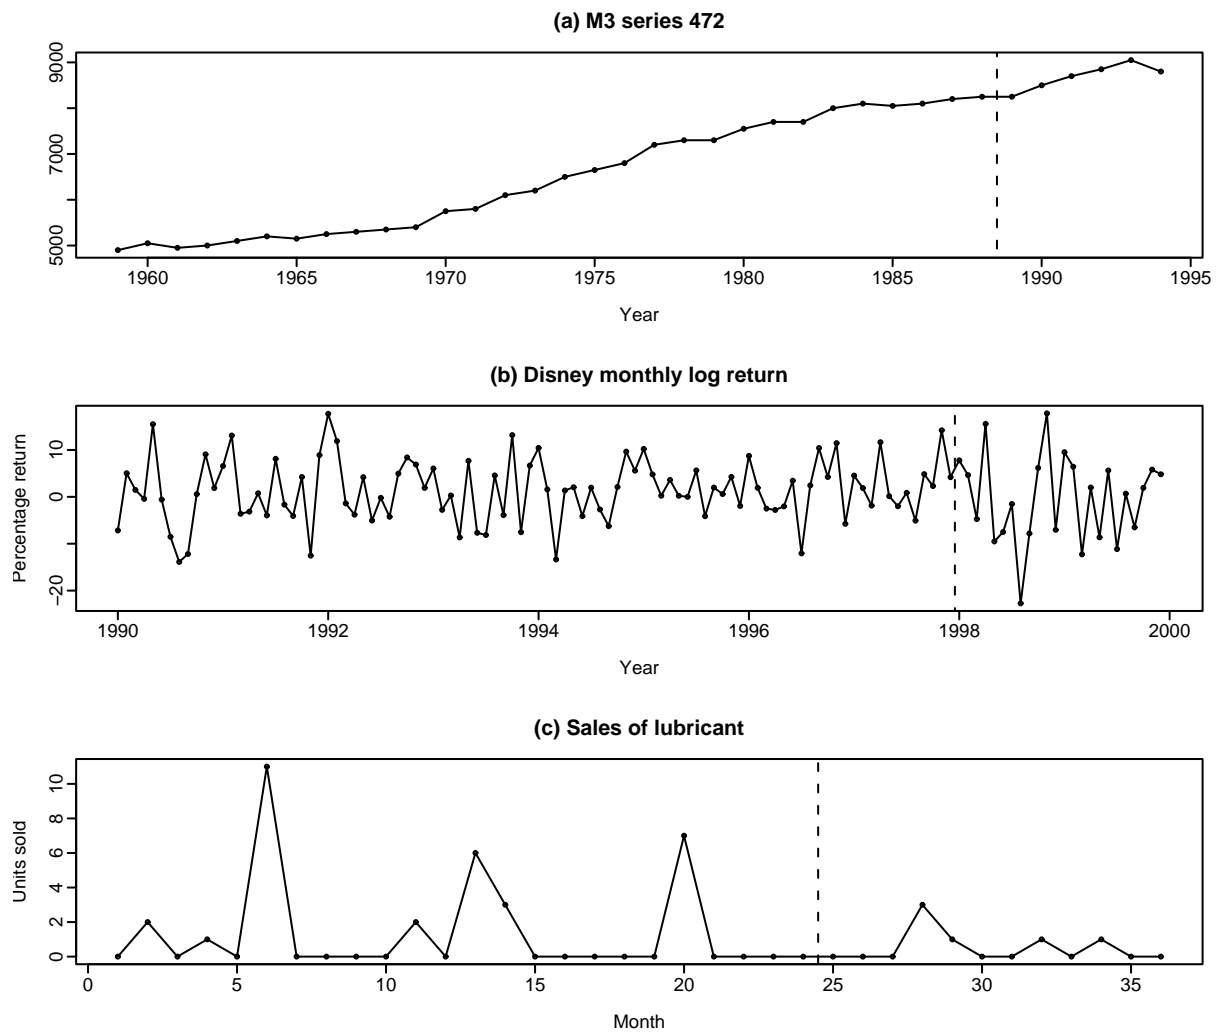 (a) M3 series 472
5000 7000 9000
1960 1965 1970 1975 1980 1985 1990 1995
Year
(b) Disney monthly log return
Percentage return
−20 0 10
1990 1992 1994 1996 1998 2000
Year
(c) Sales of lubricant
Units sold
0 2 4 6 8 10
0 5 10 15 20 25 30 35
Month